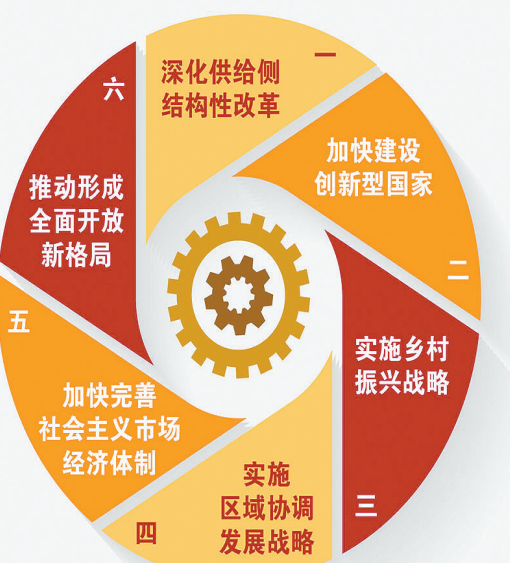 一
深化供给侧
结构性改革
二
加快建设
创新型国家
三
实施乡村
振兴战略
四
实施
区域协调
发展战略
五
加快完善
社会主义市场
经济体制
六
推动形成
全面开放
新格局